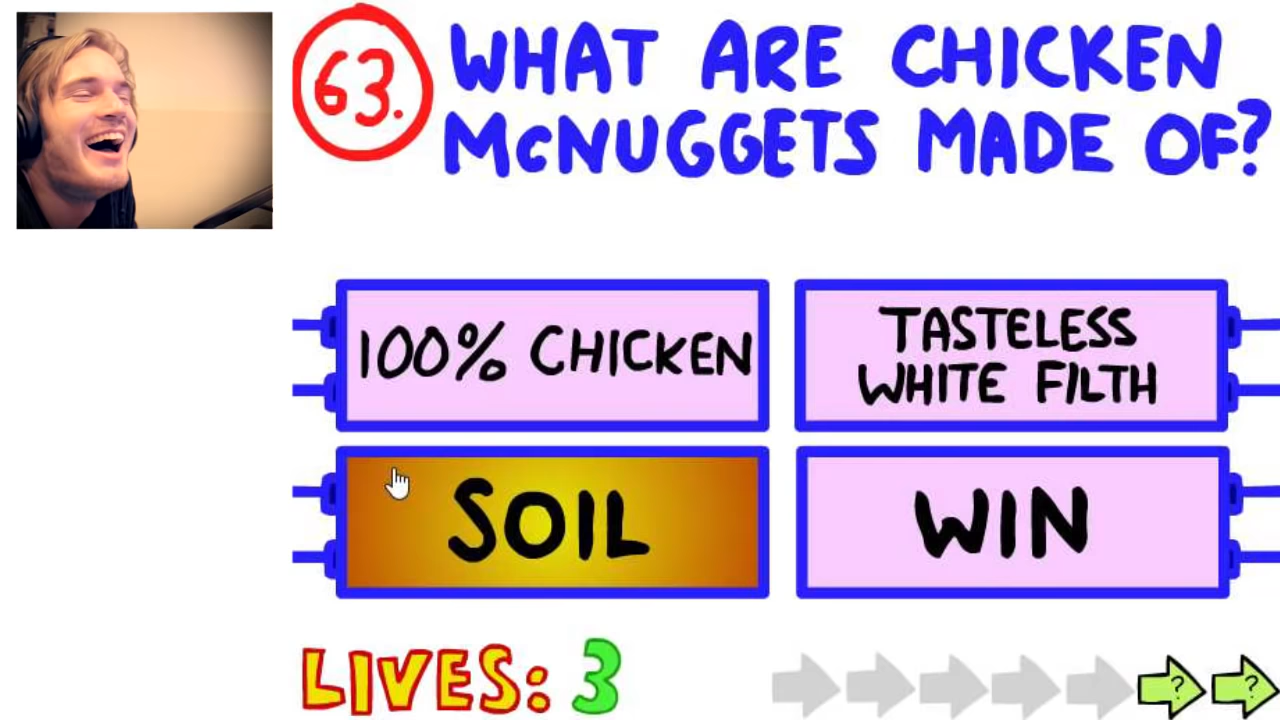 63.
WHAT ARE CHICKEN
McNUGGETS MADE OF?
100% CHICKEN
TASTELESS
WHITE FILTH
SOIL
WIN
LIVES: 3
? ?